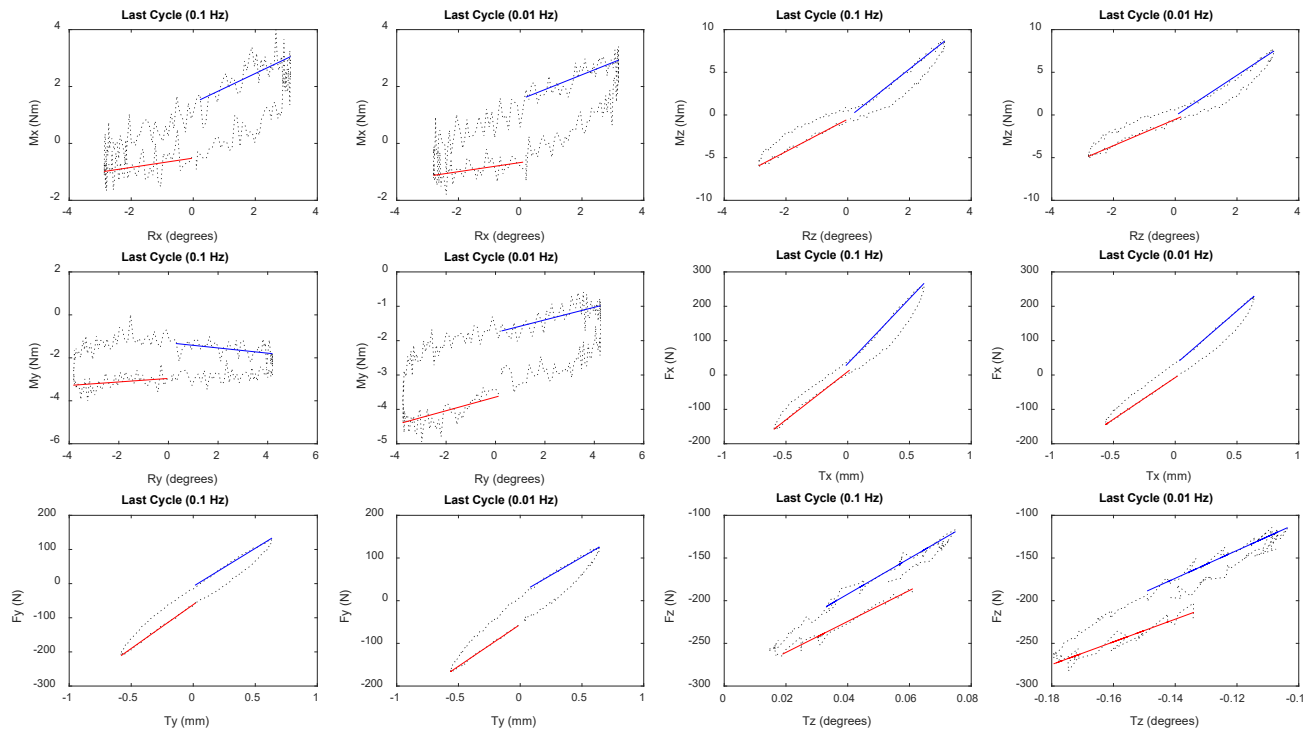 Last Cycle (0.1 Hz)
4
2
0
-2
Mx (Nm)
-4 -2 0 2 4
Rx (degrees)
Last Cycle (0.01 Hz)
4
2
0
-2
Mx (Nm)
-4 -2 0 2 4
Rx (degrees)
Last Cycle (0.1 Hz)
10
5
0
-5
-10
Mz (Nm)
-4 -2 0 2 4
Rz (degrees)
Last Cycle (0.01 Hz)
10
5
0
-5
-10
Mz (Nm)
-4 -2 0 2 4
Rz (degrees)
Last Cycle (0.1 Hz)
2
0
-2
-4
-6
My (Nm)
-4 -2 0 2 4 6
Ry (degrees)
Last Cycle (0.01 Hz)
-0
-1
-2
-3
-4
-5
My (Nm)
-4 -2 0 2 4 6
Ry (degrees)
Last Cycle (0.1 Hz)
300
200
100
0
-100
-200
Fx (N)
-1 -0.5 0 0.5 1
Tx (mm)
Last Cycle (0.01 Hz)
300
200
100
0
-100
-200
Fx (N)
-1 -0.5 0 0.5 1
Tx (mm)
Last Cycle (0.1 Hz)
200
100
0
-100
-200
-300
Fy (N)
-1 -0.5 0 0.5 1
Ty (mm)
Last Cycle (0.01 Hz)
200
100
0
-100
-200
Fy (N)
-1 -0.5 0 0.5 1
Ty (mm)
Last Cycle (0.1 Hz)
-100
-150
-200
-250
-300
Fz (N)
0 0.02 0.04 0.06 0.08
Tz (degrees)
Last Cycle (0.01 Hz)
-100
-150
-200
-250
-300
Fz (N)
-0.18 -0.16 -0.14 -0.12 -0.1
Tz (degrees)